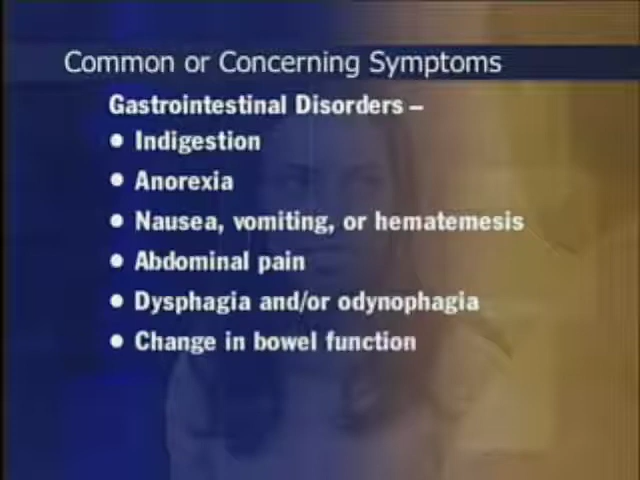 Common or Concerning Symptoms
Gastrointestinal Disorders –
• Indigestion
• Anorexia
• Nausea, vomiting, or hematemesis
• Abdominal pain
• Dysphagia and/or odynophagia
• Change in bowel function